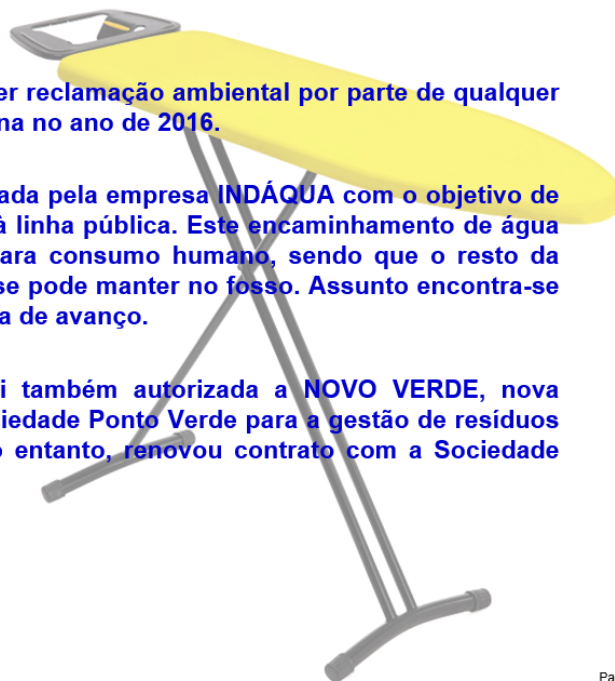 er reclamação ambiental por parte de qualquer
na no ano de 2016.
ada pela empresa INDÁQUA com o objetivo de
à linha pública. Este encaminhamento de água
ara consumo humano, sendo que o resto da
se pode manter no fosso. Assunto encontra-se
a de avanço.
i também autorizada a NOVO VERDE, nova
iedade Ponto Verde para a gestão de resíduos
o entanto, renovou contrato com a Sociedade
Pa